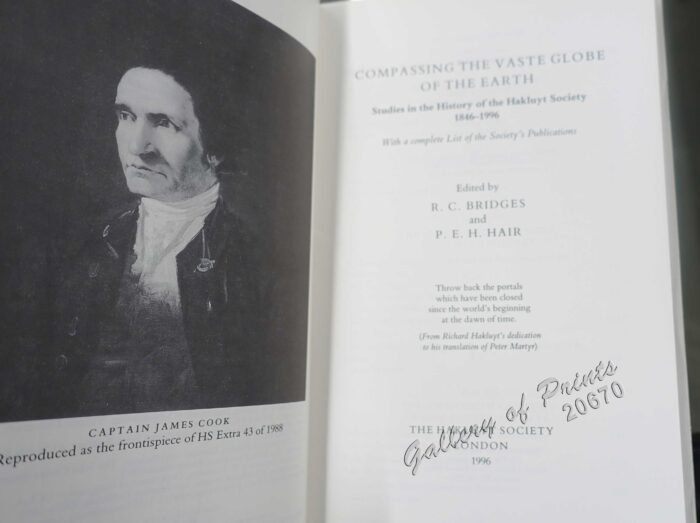 CAPTAIN JAMES COOK
Reproduced as the frontispiece of HS Extra 43 of 1988
COMPASSING THE VASTE GLOBE
OF THE EARTH
Studies in the History of the Hakluyt Society
1846–1996
With a complete List of the Society's Publications
Edited by
R. C. BRIDGES
and
P. E. H. HAIR
Throw back the portals
which have been closed
since the world's beginning
at the dawn of time.
(From Richard Hakluyt's dedication
to his translation of Peter Martyr)
THE HAKLUYT SOCIETY
LONDON
1996
Gallery of Prints
20670